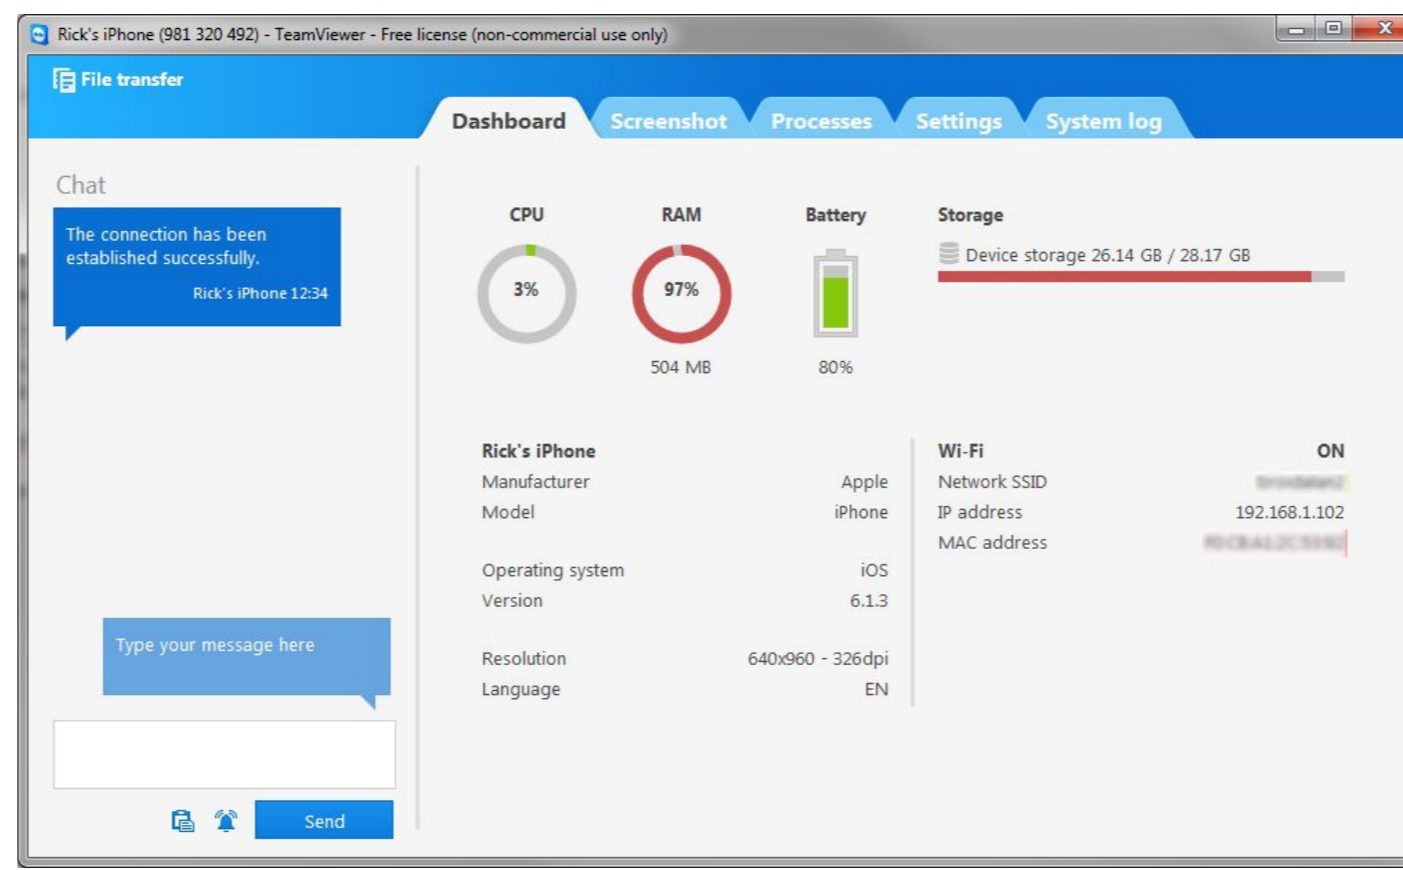 Rick's iPhone (981 320 492) - TeamViewer - Free license (non-commercial use only)
File transfer
Dashboard Screenshot Processes Settings System log
Chat
The connection has been
established successfully.
Rick's iPhone 12:34
Type your message here
Send
CPU RAM Battery Storage
Device storage 26.14 GB / 28.17 GB
3% 97%
504 MB 80%
Rick's iPhone
Manufacturer Apple
Model iPhone
Operating system iOS
Version 6.1.3
Resolution 640x960 - 326dpi
Language EN
Wi-Fi ON
Network SSID
IP address 192.168.1.102
MAC address